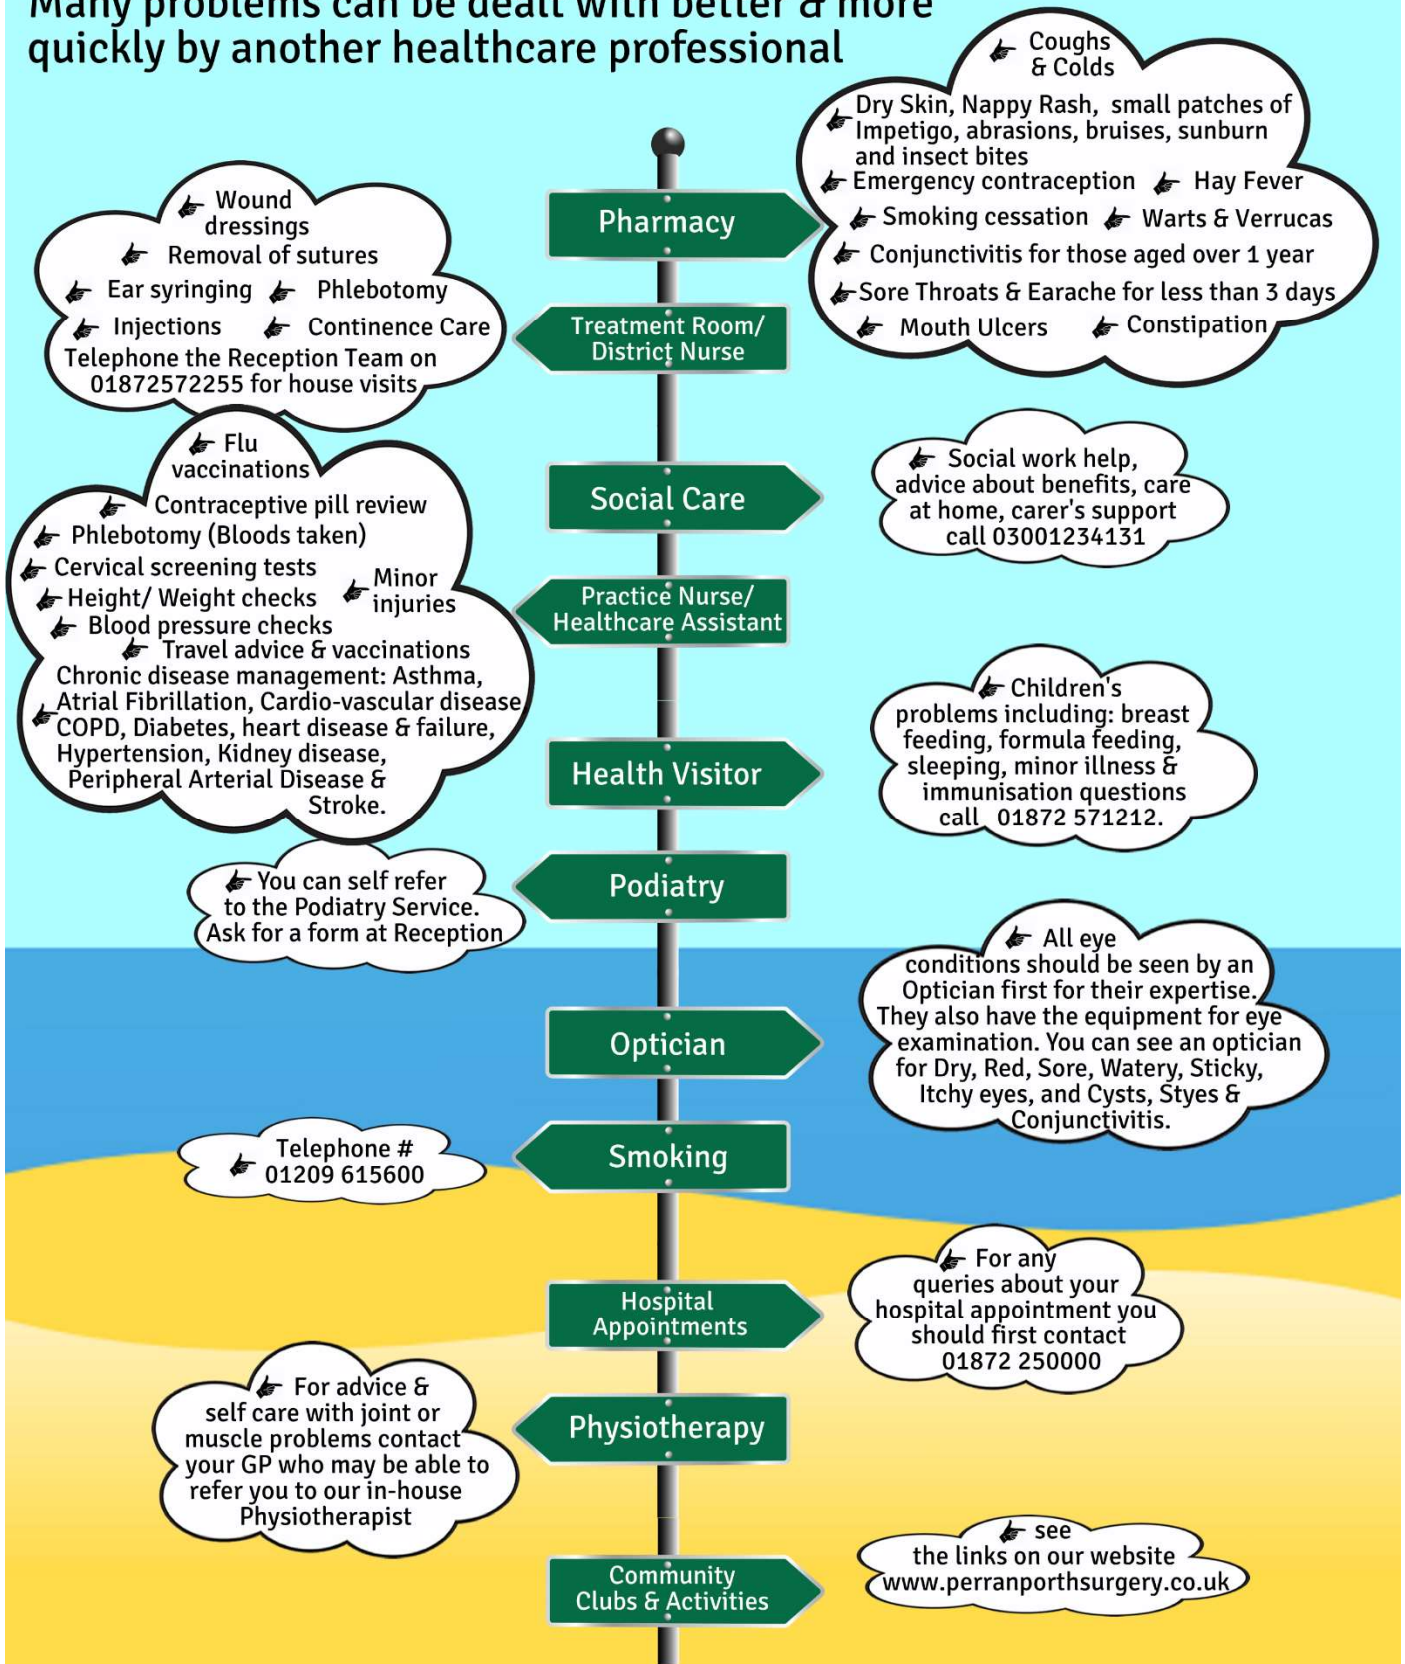 Many problems can be dealt with better & more
quickly by another healthcare professional
Pharmacy
Coughs
& Colds
Dry Skin, Nappy Rash, small patches of
Impetigo, abrasions, bruises, sunburn
and insect bites
Emergency contraception Hay Fever
Smoking cessation Warts & Verrucas
Conjunctivitis for those aged over 1 year
Sore Throats & Earache for less than 3 days
Mouth Ulcers Constipation
Treatment Room/
District Nurse
Wound
dressings
Removal of sutures
Ear syringing Phlebotomy
Injections Continence Care
Telephone the Reception Team on
01872572255 for house visits
Social Care
Social work help,
advice about benefits, care
at home, carer's support
call 03001234131
Practice Nurse/
Healthcare Assistant
Flu
vaccinations
Contraceptive pill review
Phlebotomy (Bloods taken)
Cervical screening tests
Minor
injuries
Height/ Weight checks
Blood pressure checks
Travel advice & vaccinations
Chronic disease management: Asthma,
Atrial Fibrillation, Cardio-vascular disease
COPD, Diabetes, heart disease & failure,
Hypertension, Kidney disease,
Peripheral Arterial Disease &
Stroke.
Health Visitor
Children's
problems including: breast
feeding, formula feeding,
sleeping, minor illness &
immunisation questions
call 01872 571212.
Podiatry
You can self refer
to the Podiatry Service.
Ask for a form at Reception
Optician
All eye
conditions should be seen by an
Optician first for their expertise.
They also have the equipment for eye
examination. You can see an optician
for Dry, Red, Sore, Watery, Sticky,
Itchy eyes, and Cysts, Styes &
Conjunctivitis.
Smoking
Telephone #
01209 615600
Hospital
Appointments
For any
queries about your
hospital appointment you
should first contact
01872 250000
Physiotherapy
For advice &
self care with joint or
muscle problems contact
your GP who may be able to
refer you to our in-house
Physiotherapist
Community
Clubs & Activities
see
the links on our website
www.perranporthsurgery.co.uk